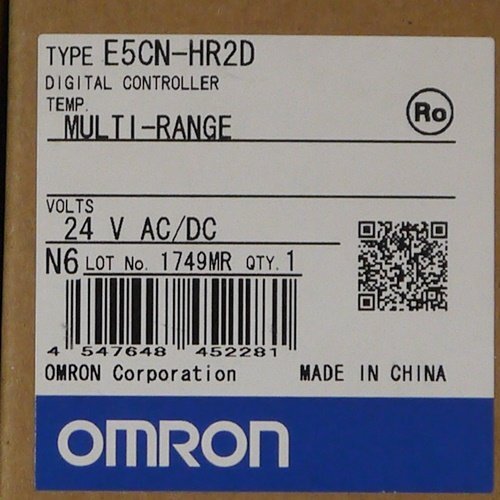 TYPE E5CN-HR2D
DIGITAL CONTROLLER
TEMP.
MULTI-RANGE
Ro
VOLTS
24 V AC/DC
N6 LOT No. 1749MR QTY. 1
4 547648 452281
OMRON Corporation MADE IN CHINA
OMRON